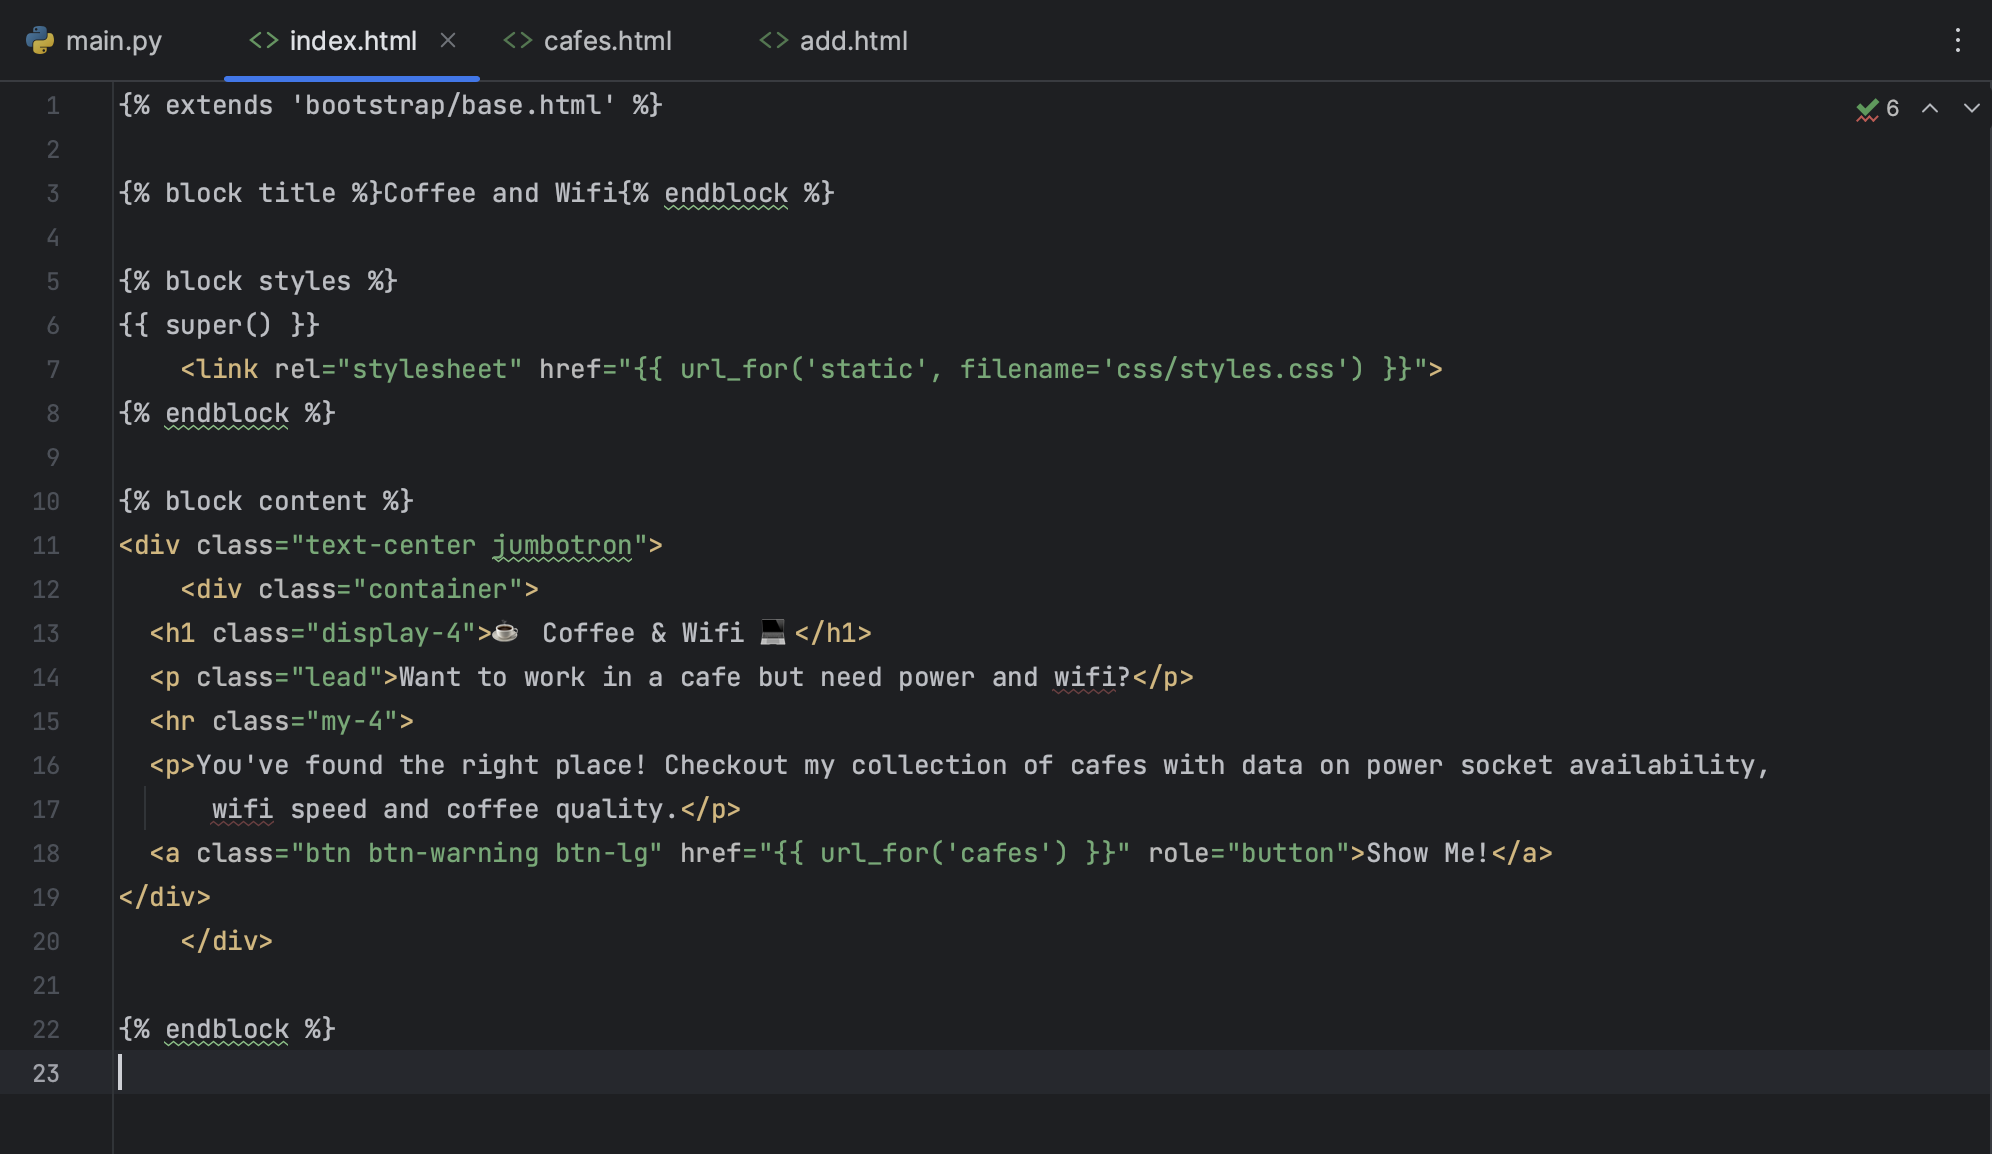 main.py index.html cafes.html add.html
6
1 {% extends 'bootstrap/base.html' %}
2
3 {% block title %}Coffee and Wifi{% endblock %}
4
5 {% block styles %}
6 {{ super() }}
7     <link rel="stylesheet" href="{{ url_for('static', filename='css/styles.css') }}">
8 {% endblock %}
9
10 {% block content %}
11 <div class="text-center jumbotron">
12     <div class="container">
13   <h1 class="display-4">☕ Coffee & Wifi 💻</h1>
14   <p class="lead">Want to work in a cafe but need power and wifi?</p>
15   <hr class="my-4">
16   <p>You've found the right place! Checkout my collection of cafes with data on power socket availability,
17       wifi speed and coffee quality.</p>
18   <a class="btn btn-warning btn-lg" href="{{ url_for('cafes') }}" role="button">Show Me!</a>
19 </div>
20     </div>
21
22 {% endblock %}
23